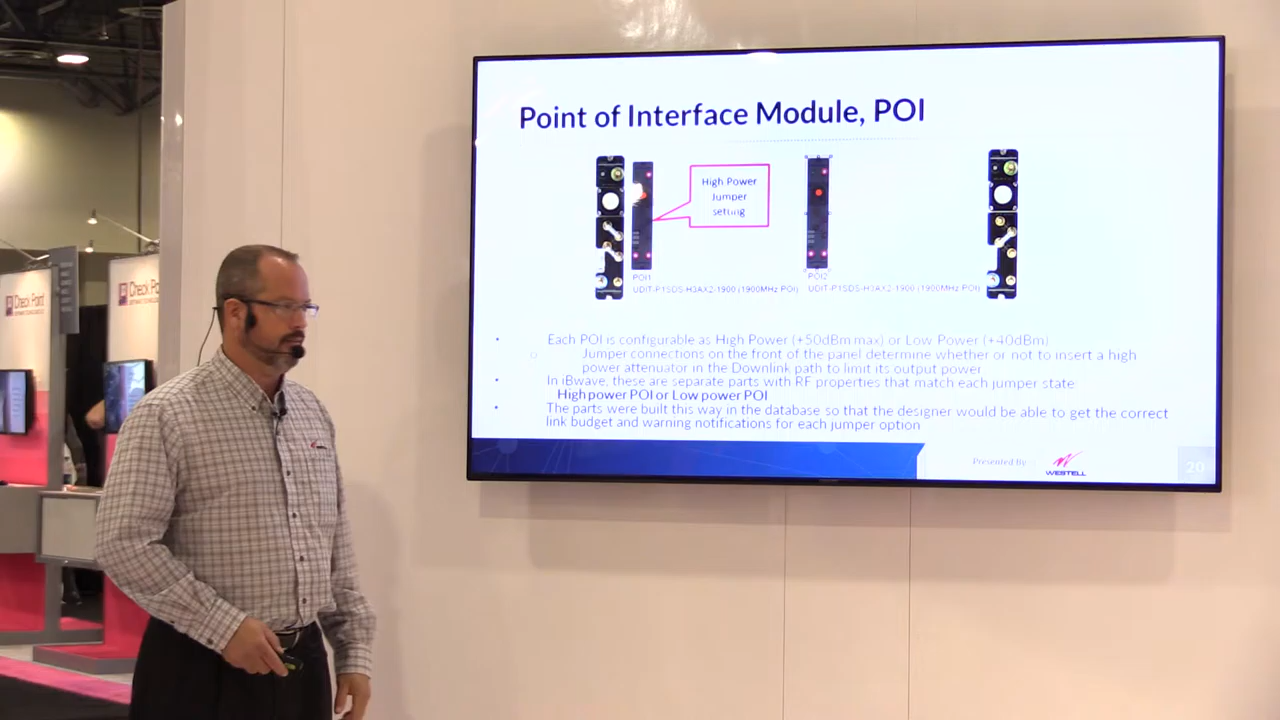 Point of Interface Module, POI
High Power
Jumper
setting
POI1
UDIT-P1SDS-H3AX2-1900 (1900MHz POI)
POI2
UDIT-P1SDS-H3AX2-1900 (1900MHz POI)
• Each POI is configurable as High Power (+50dBm max) or Low Power (+40dBm)
o Jumper connections on the front of the panel determine whether or not to insert a high
power attenuator in the Downlink path to limit its output power
• In iBwave, these are separate parts with RF properties that match each jumper state
High power POI or Low power POI
• The parts were built this way in the database so that the designer would be able to get the correct
link budget and warning notifications for each jumper option
Presented By:
WESTELL
20
Check Point
SOFTWARE TECHNOLOGIES
Check Po